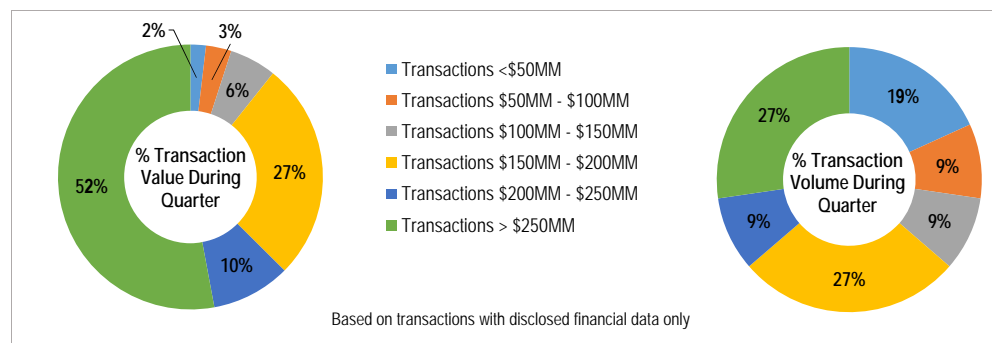 2%
3%
6%
27%
10%
52%
% Transaction
Value During
Quarter
Transactions <$50MM
Transactions $50MM - $100MM
Transactions $100MM - $150MM
Transactions $150MM - $200MM
Transactions $200MM - $250MM
Transactions > $250MM
19%
9%
9%
27%
9%
27%
% Transaction
Volume During
Quarter
Based on transactions with disclosed financial data only